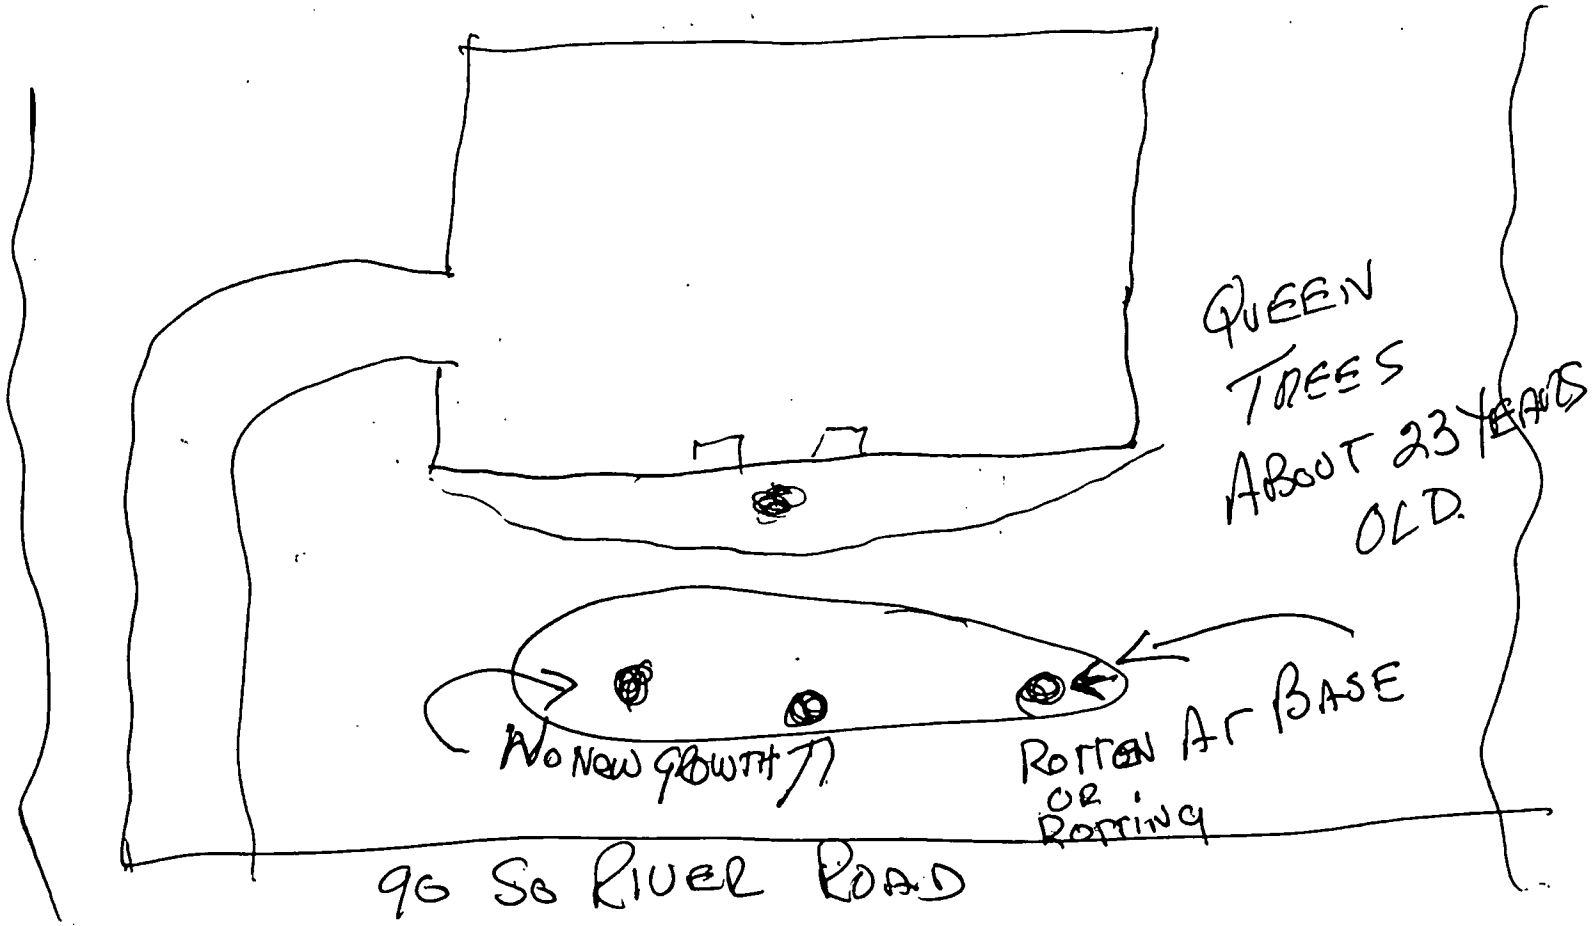 QUEEN
TREES
ABOUT 23 YEARS
OLD.
NO NEW GROWTH
ROTTEN AT BASE
OR
ROTTING
90 SO RIVER ROAD